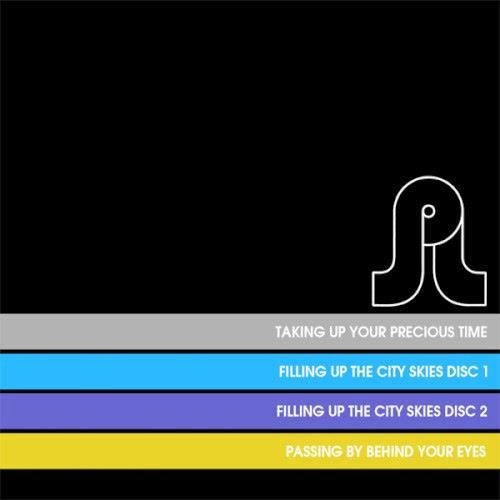 TAKING UP YOUR PRECIOUS TIME
FILLING UP THE CITY SKIES DISC 1
FILLING UP THE CITY SKIES DISC 2
PASSING BY BEHIND YOUR EYES